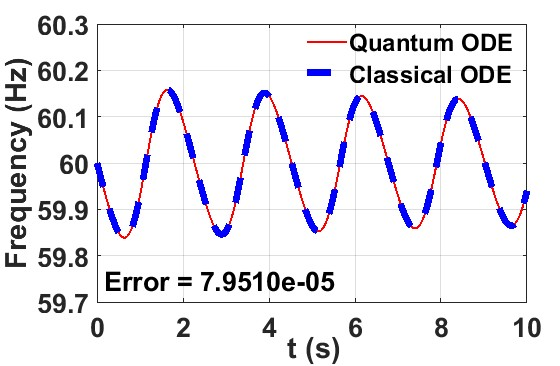 60.3
60.2
60.1
60
59.9
59.8
59.7
Frequency (Hz)
Quantum ODE
Classical ODE
Error = 7.9510e-05
0 2 4 6 8 10
t (s)